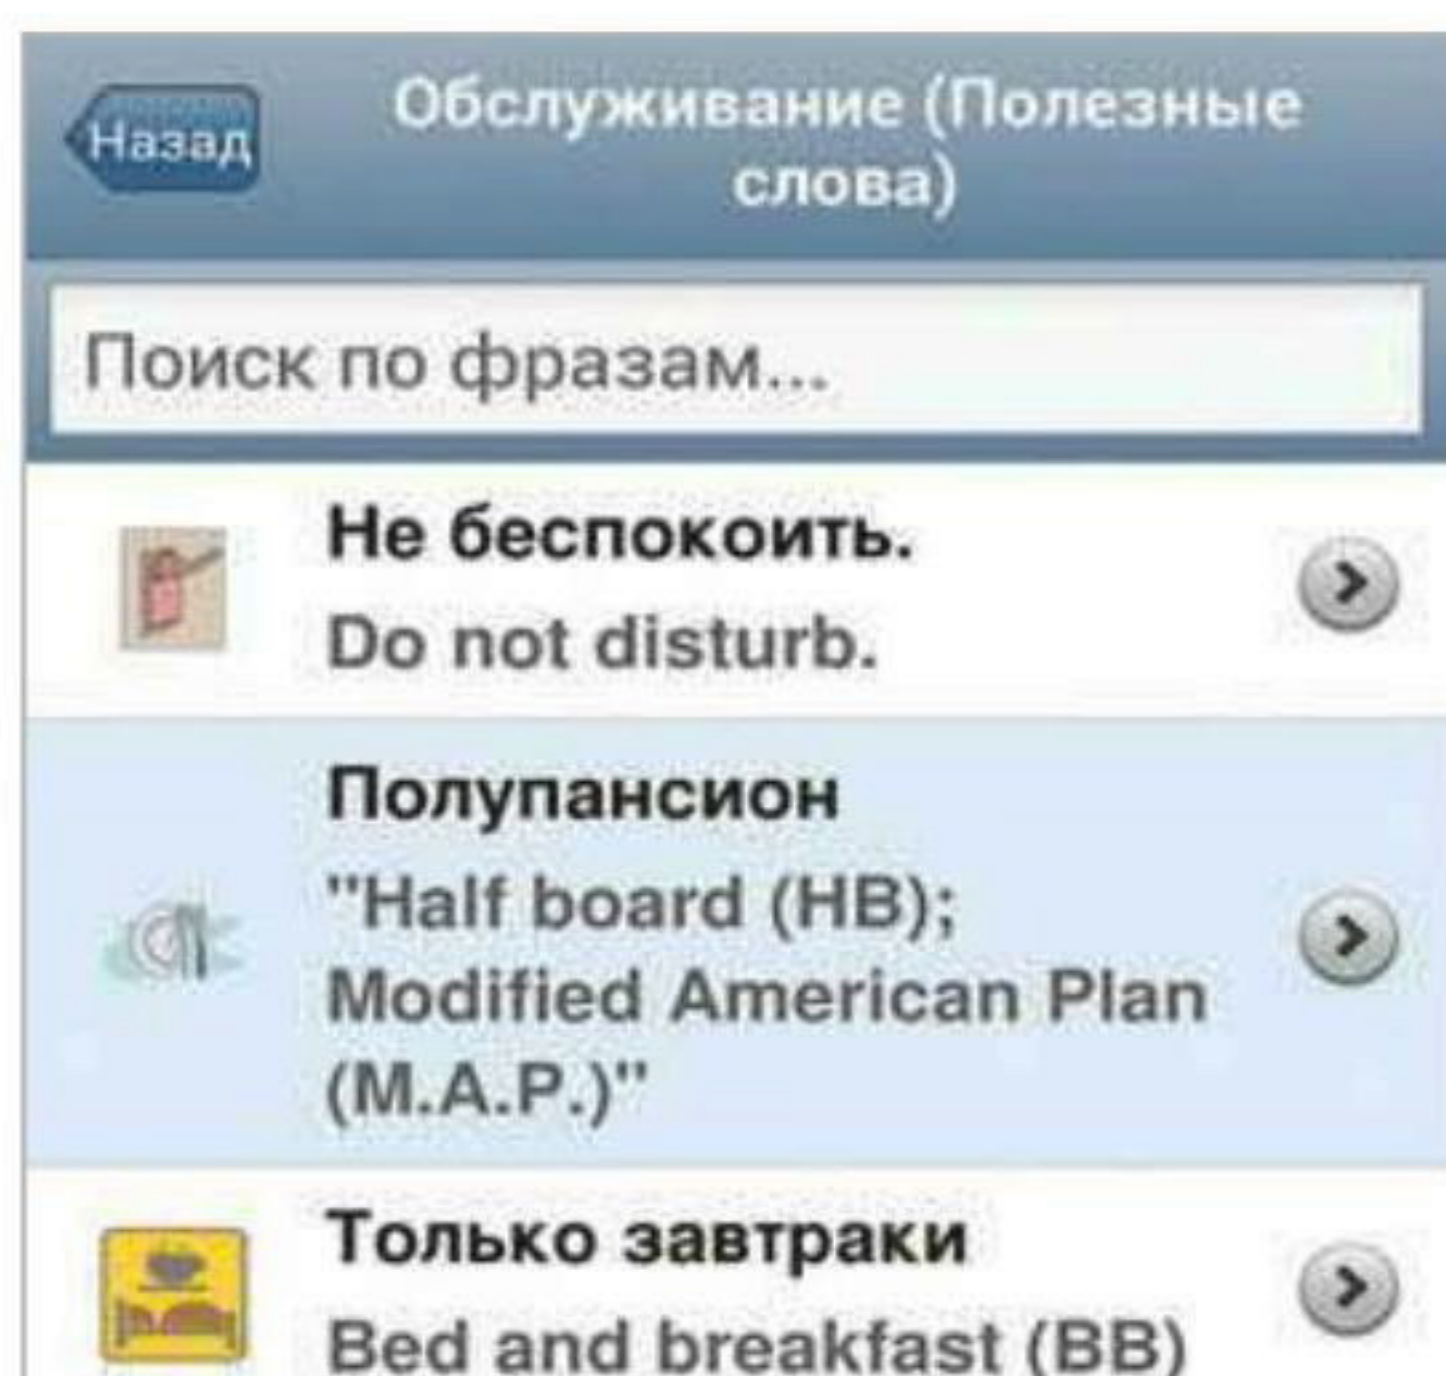 Назад
Обслуживание (Полезные
слова)
Поиск по фразам...
Не беспокоить.
Do not disturb.
Полупансион
"Half board (HB);
Modified American Plan
(M.A.P.)"
Только завтраки
Bed and breakfast (BB)